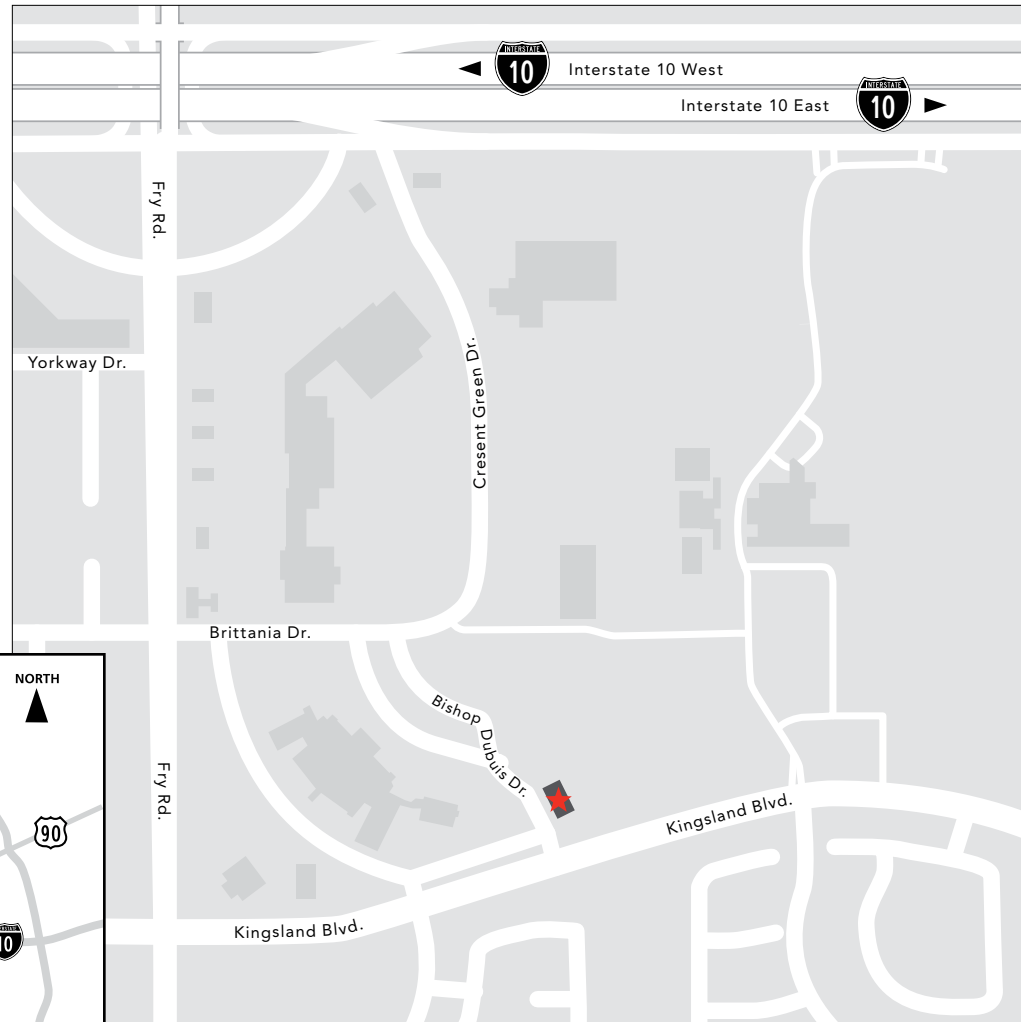 INTERSTATE
10
Interstate 10 West
Interstate 10 East
INTERSTATE
10
Fry Rd.
Yorkway Dr.
Cresent Green Dr.
Brittania Dr.
NORTH
Bishop Dubuis Dr.
Fry Rd.
Kingsland Blvd.
90
Kingsland Blvd.
10